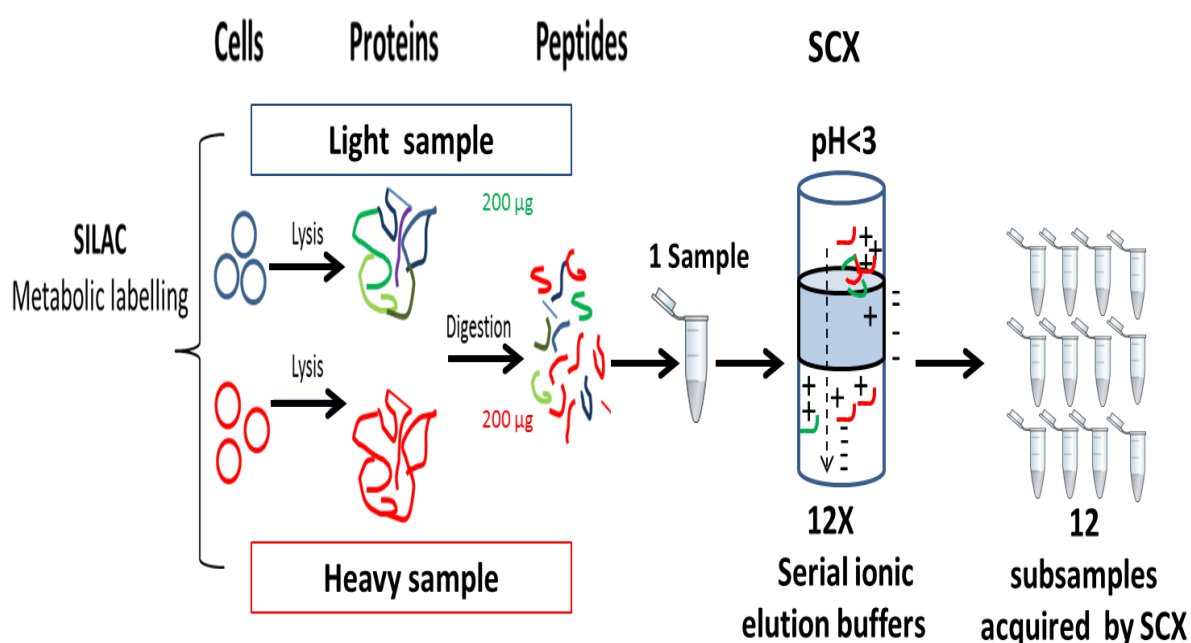 Cells
Proteins
Peptides
SCX
Light sample
pH<3
200 µg
SILAC
Metabolic labelling
Lysis
1 Sample
Digestion
Lysis
200 µg
+
+
+
+
+
-
-
-
-
+
+
+
+
-
-
-
-
12X
Serial ionic
elution buffers
12
subsamples
acquired by SCX
Heavy sample